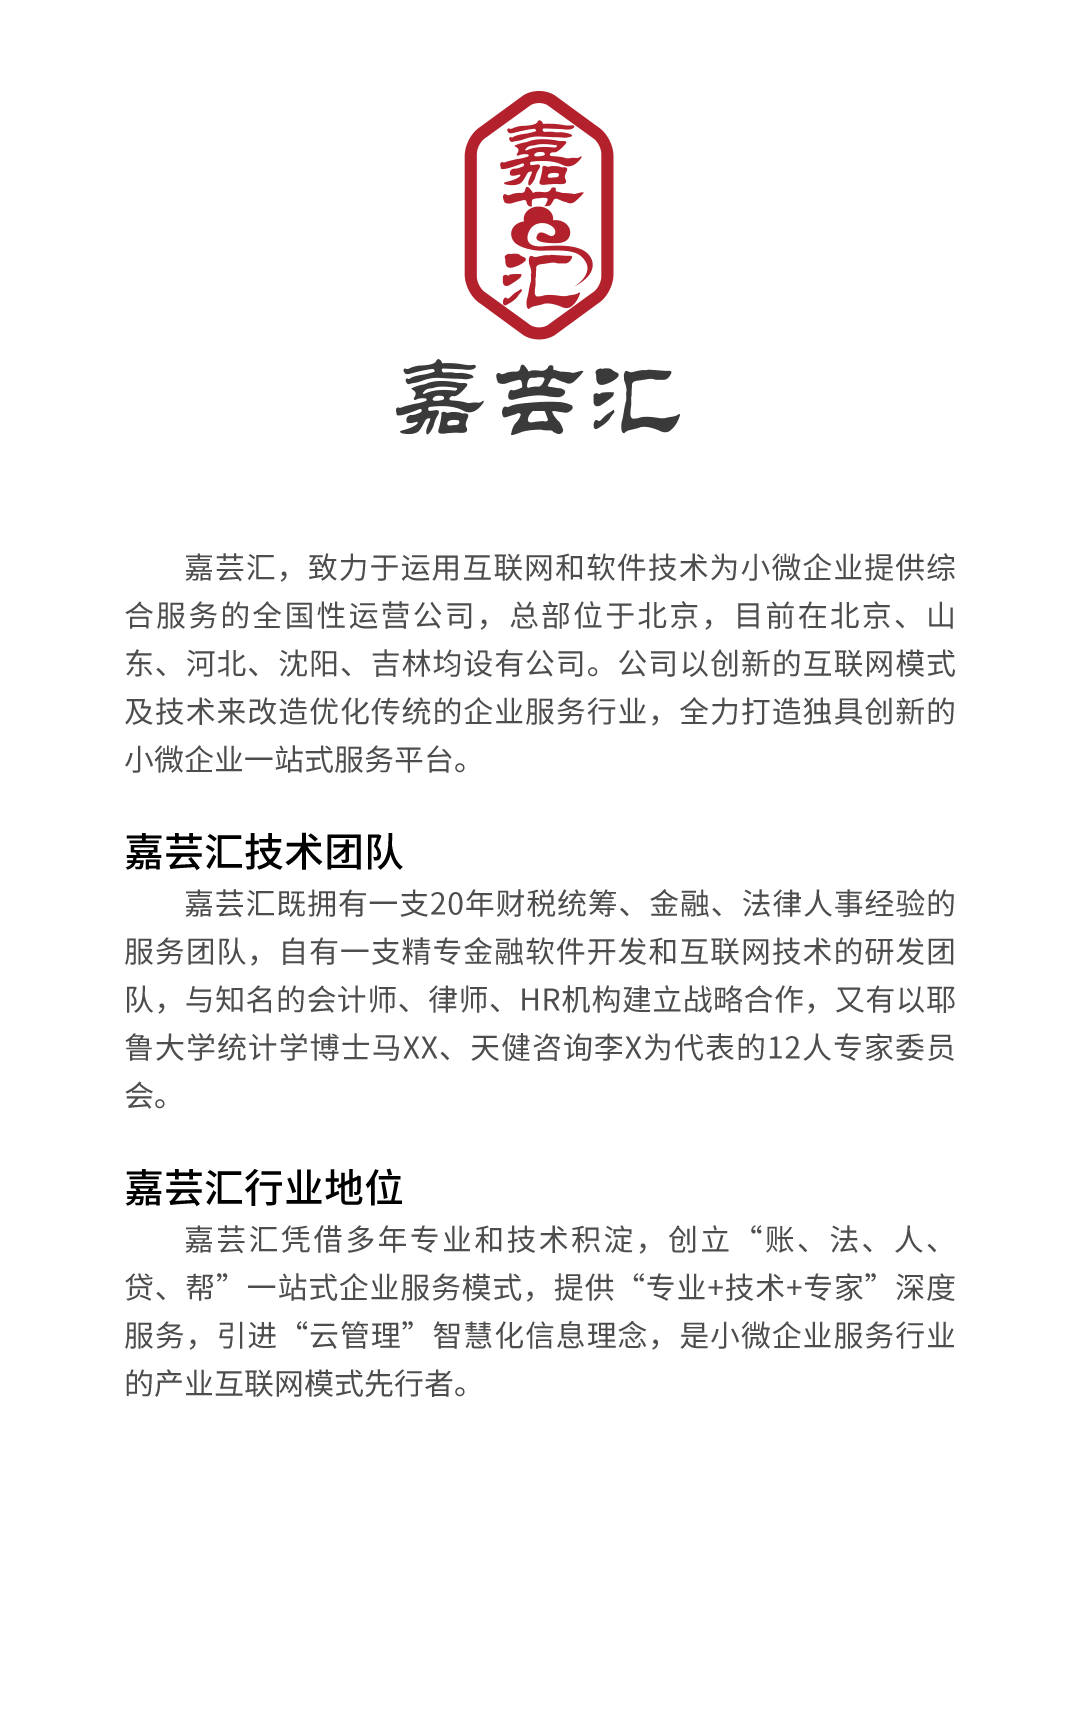 嘉芸汇
嘉芸汇
嘉芸汇，致力于运用互联网和软件技术为小微企业提供综
合服务的全国性运营公司，总部位于北京，目前在北京、山
东、河北、沈阳、吉林均设有公司。公司以创新的互联网模式
及技术来改造优化传统的企业服务行业，全力打造独具创新的
小微企业一站式服务平台。
嘉芸汇技术团队
嘉芸汇既拥有一支20年财税统筹、金融、法律人事经验的
服务团队，自有一支精专金融软件开发和互联网技术的研发团
队，与知名的会计师、律师、HR机构建立战略合作，又有以耶
鲁大学统计学博士马XX、天健咨询李X为代表的12人专家委员
会。
嘉芸汇行业地位
嘉芸汇凭借多年专业和技术积淀，创立“账、法、人、
贷、帮”一站式企业服务模式，提供“专业+技术+专家”深度
服务，引进“云管理”智慧化信息理念，是小微企业服务行业
的产业互联网模式先行者。